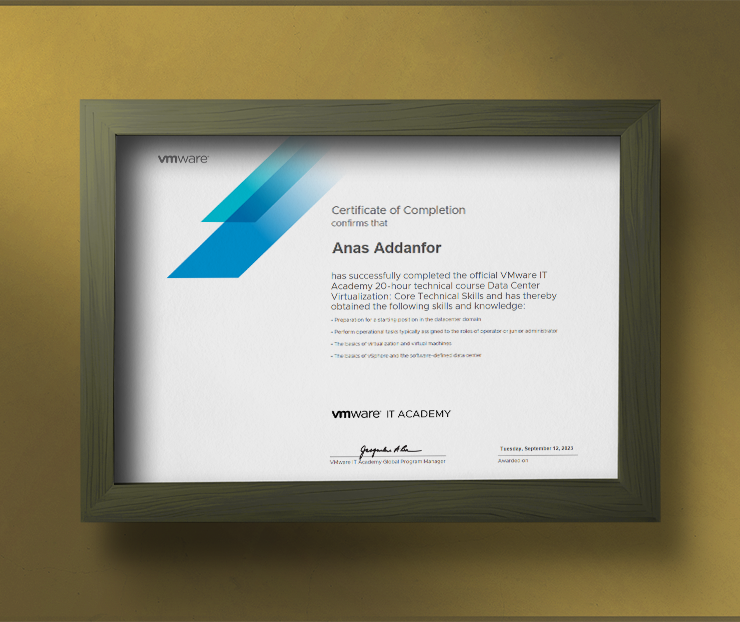 vmware
Certificate of Completion
confirms that
Anas Addanfor
has successfully completed the official VMware IT
Academy 20-hour technical course Data Center
Virtualization: Core Technical Skills and has thereby
obtained the following skills and knowledge:
• Preparation for a starting position in the datacenter domain
• Perform operational tasks typically assigned to the roles of operator or junior administrator
• The basics of virtualization and virtual machines
• The basics of vSphere and the software-defined data center
vmware IT ACADEMY
Tuesday, September 12, 2023
VMware IT Academy Global Program Manager
Awarded on